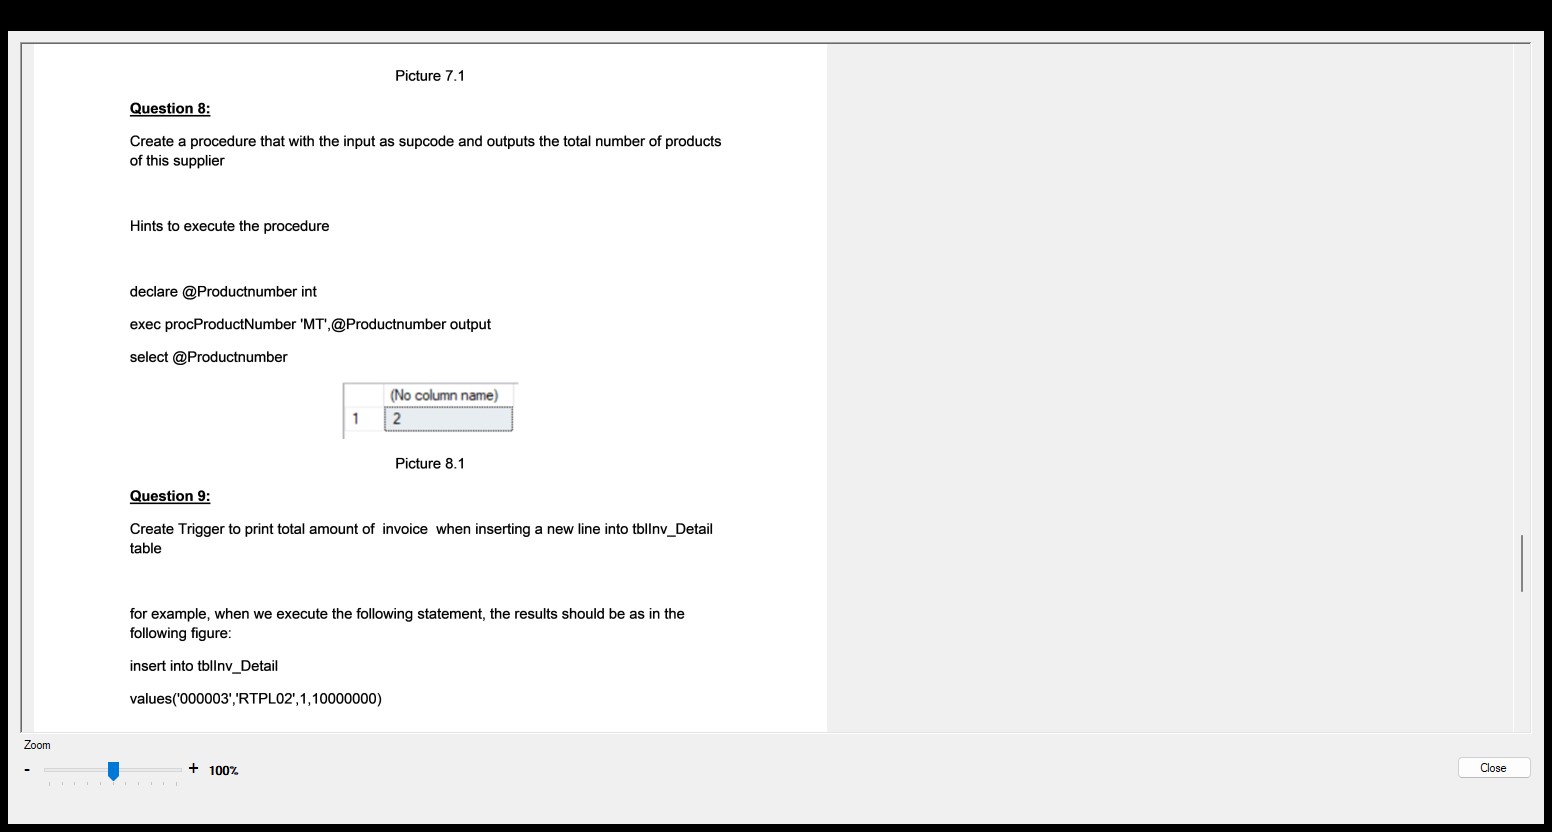 Picture 7.1
Question 8:
Create a procedure that with the input as supcode and outputs the total number of products
of this supplier
Hints to execute the procedure
declare @Productnumber int
exec procProductNumber 'MT',@Productnumber output
select @Productnumber
(No column name)
1 2
Picture 8.1
Question 9:
Create Trigger to print total amount of  invoice  when inserting a new line into tblInv_Detail
table
for example, when we execute the following statement, the results should be as in the
following figure:
insert into tblInv_Detail
values('000003','RTPL02',1,10000000)
Zoom
- + 100%
Close